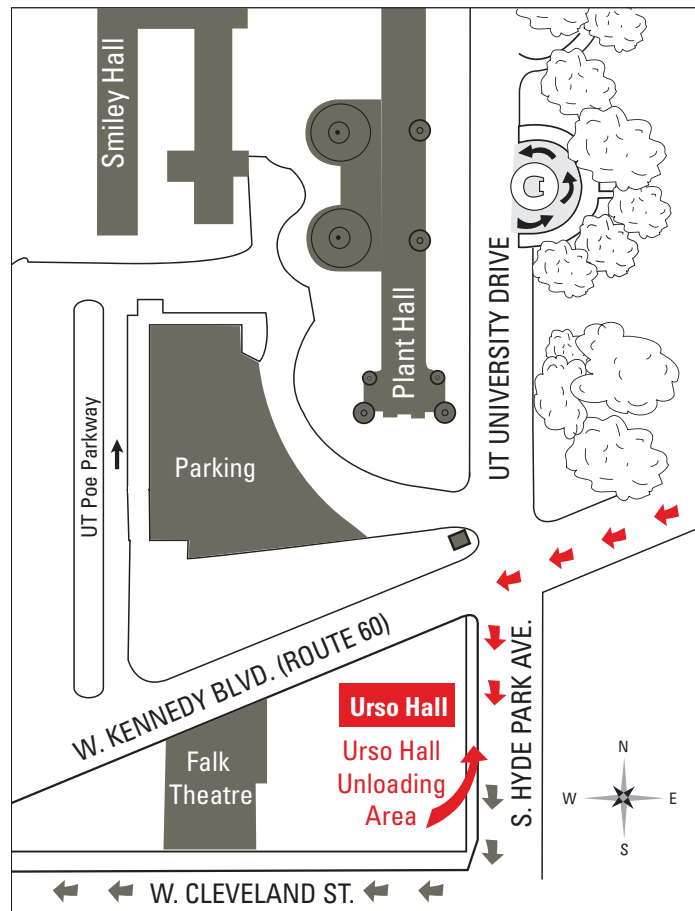 Smiley Hall
Plant Hall
UT UNIVERSITY DRIVE
UT Poe Parkway
Parking
W. KENNEDY BLVD. (ROUTE 60)
S. HYDE PARK AVE.
Urso Hall
Urso Hall
Unloading
Area
Falk
Theatre
N
W
E
S
W. CLEVELAND ST.